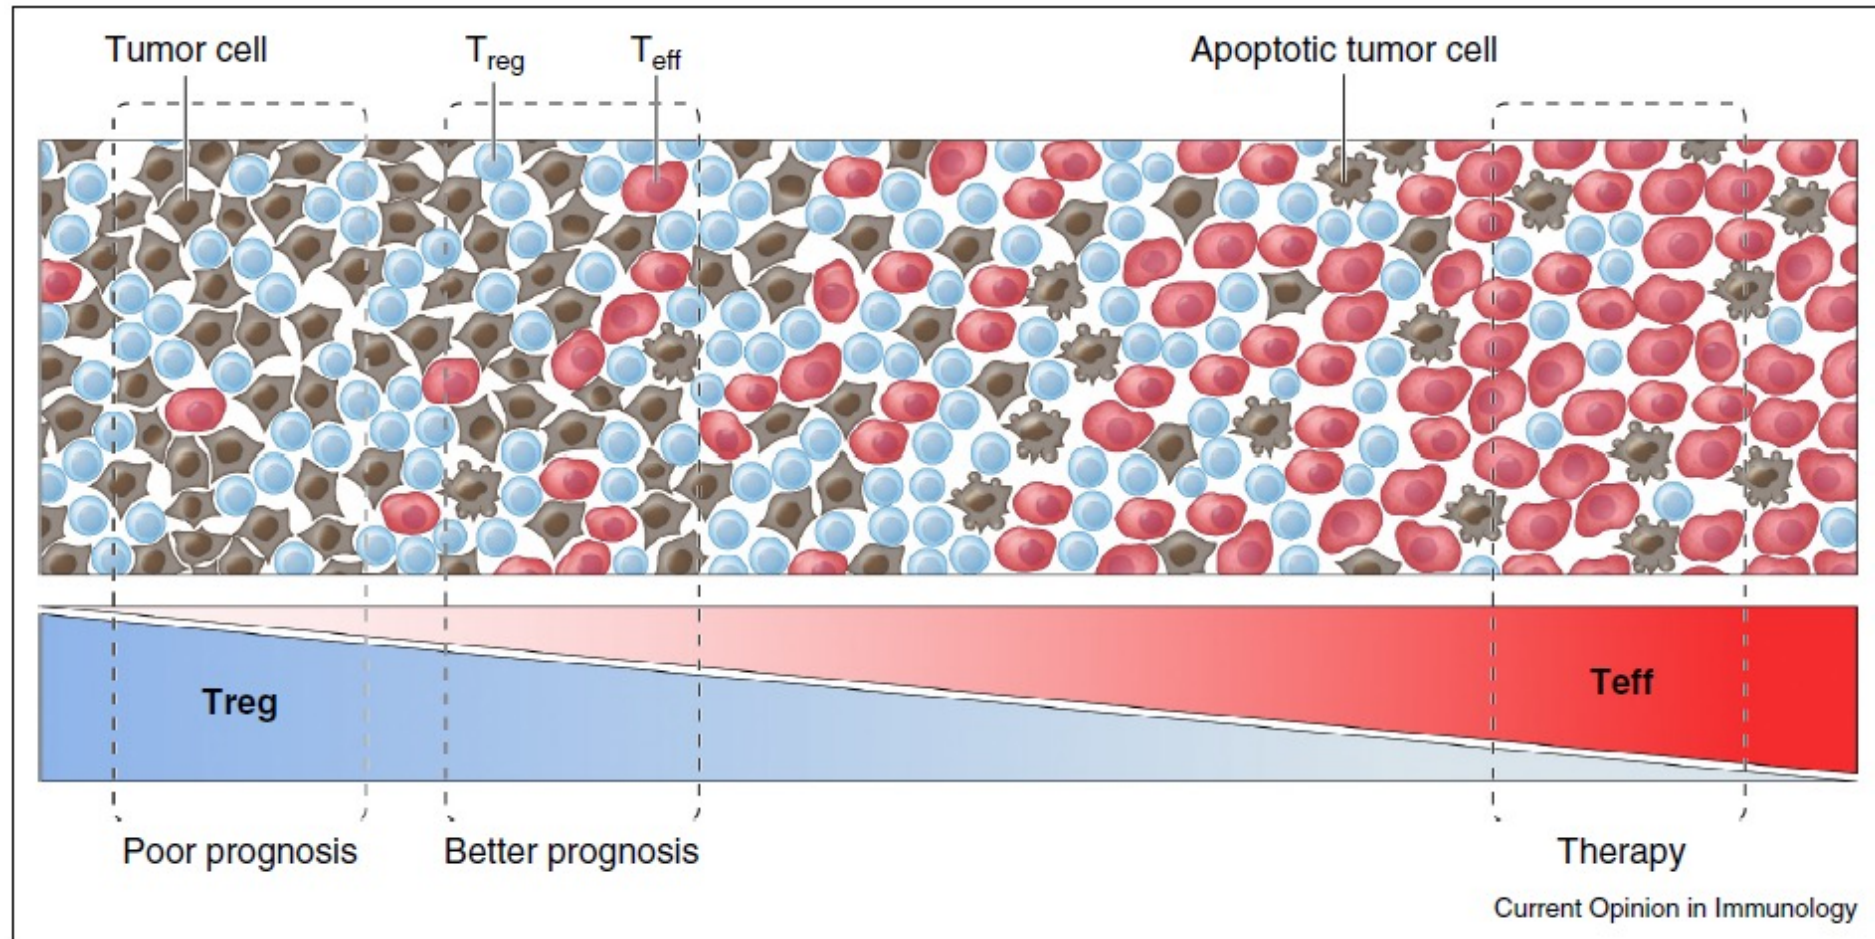 Tumor cell
Treg
Teff
Apoptotic tumor cell
Treg
Teff
Poor prognosis
Better prognosis
Therapy
Current Opinion in Immunology